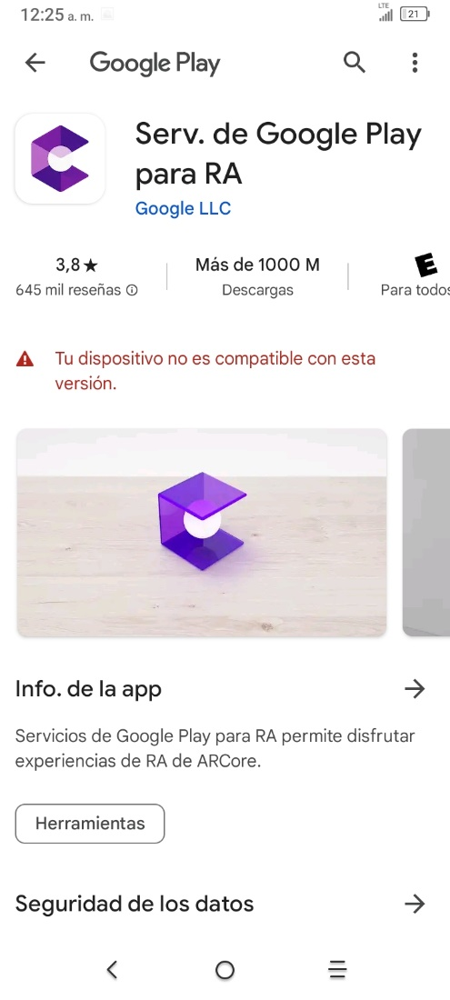 12:25 a. m.
LTE
21
Google Play
Serv. de Google Play
para RA
Google LLC
3,8★
645 mil reseñas
Más de 1000 M
Descargas
E
Para todos
Tu dispositivo no es compatible con esta
versión.
Info. de la app
Servicios de Google Play para RA permite disfrutar
experiencias de RA de ARCore.
Herramientas
Seguridad de los datos